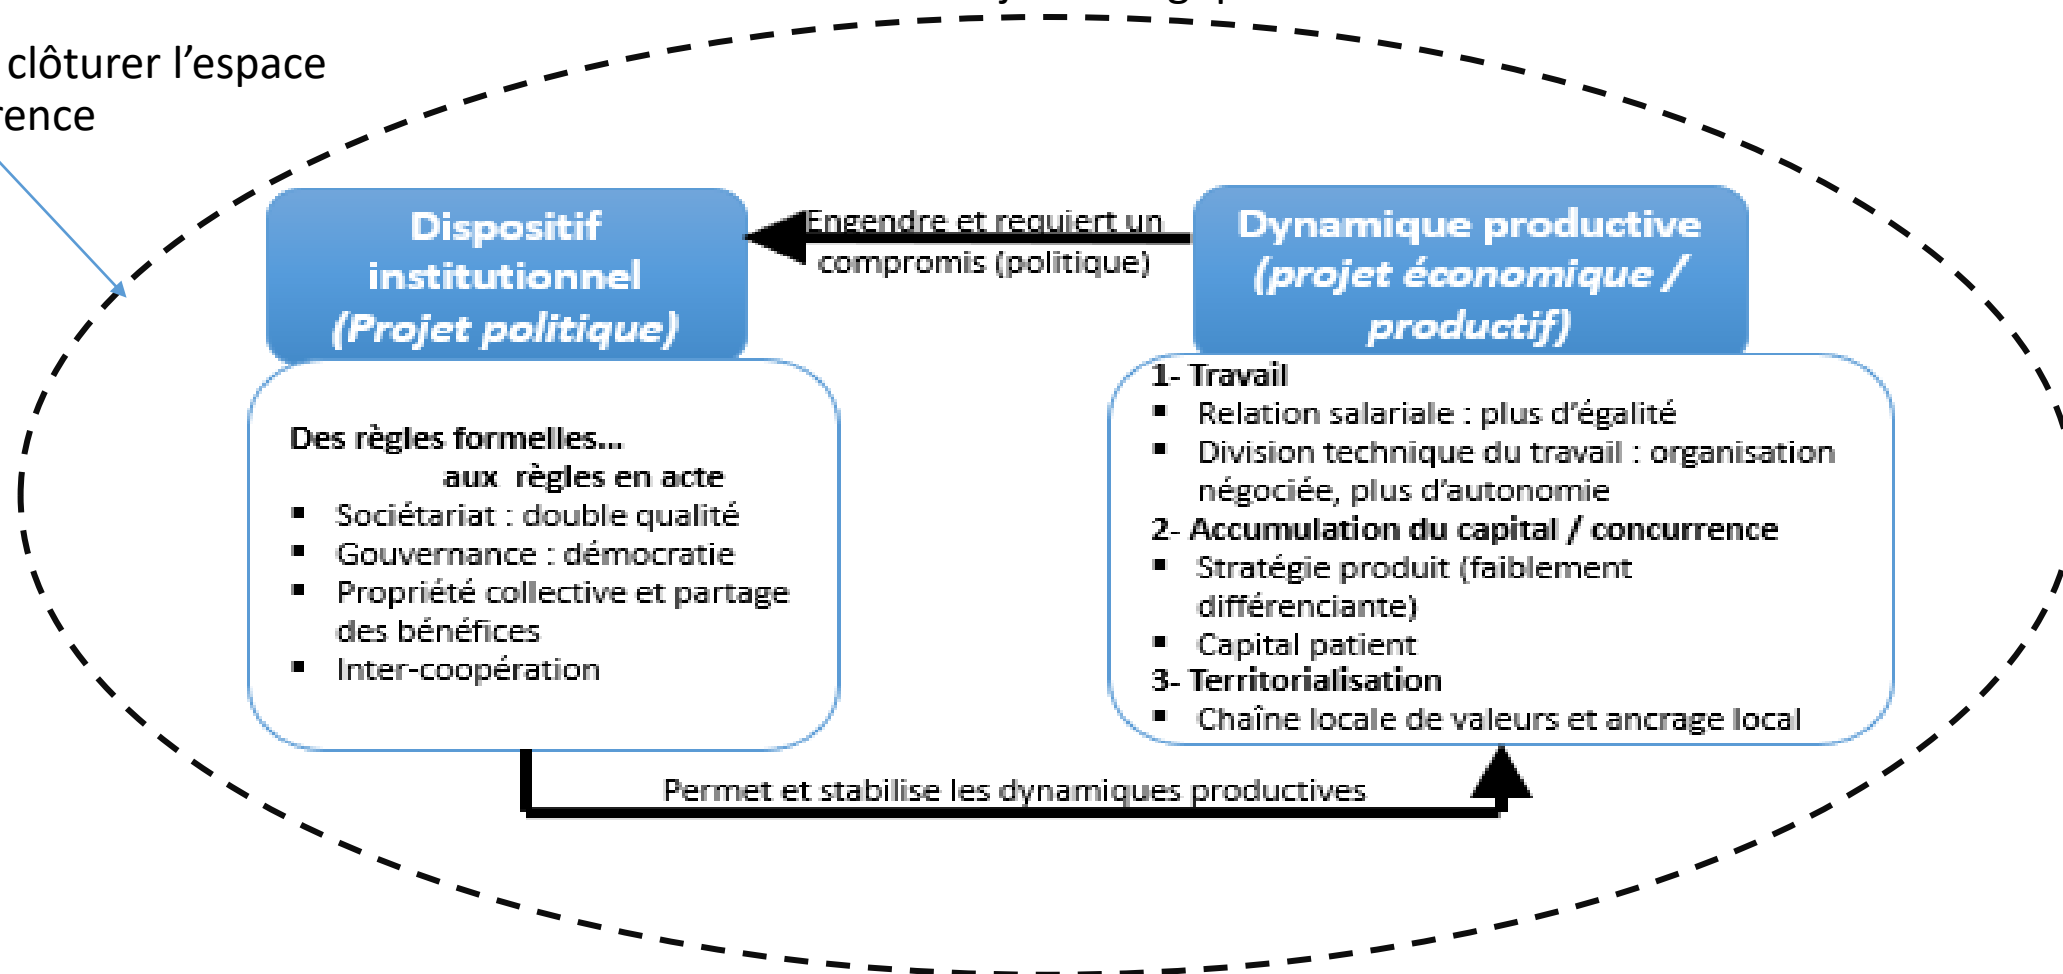 clôturer l’espace
Dispositif
institutionnel
(Projet politique)
Engendre et requiert un
compromis (politique)
Dynamique productive
(projet économique /
productif)
Des règles formelles...
aux règles en acte
▪ Sociétariat : double qualité
▪ Gouvernance : démocratie
▪ Propriété collective et partage
des bénéfices
▪ Inter-coopération
1- Travail
▪ Relation salariale : plus d’égalité
▪ Division technique du travail : organisation
négociée, plus d’autonomie
2- Accumulation du capital / concurrence
▪ Stratégie produit (faiblement
différenciante)
▪ Capital patient
3- Territorialisation
▪ Chaîne locale de valeurs et ancrage local
Permet et stabilise les dynamiques productives